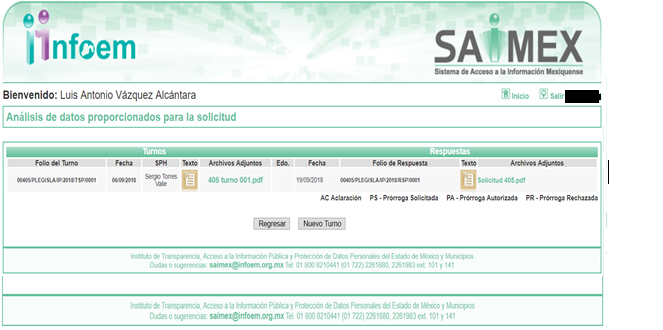 infoem
SAIMEX
Sistema de Acceso a la Información Mexiquense
Bienvenido: Luis Antonio Vázquez Alcántara
Inicio Salir
Análisis de datos proporcionados para la solicitud
Turnos Respuestas
Folio del Turno Fecha SPH Texto Archivos Adjuntos Edo. Fecha Folio de Respuesta Texto Archivos Adjuntos
00405/PLEGISLA/IP/2018/TSP/0001 06/09/2018 Sergio Torres Valle 405 turno 001.pdf 19/09/2018 00405/PLEGISLA/IP/2018/RSP/0001 Solicitud 405.pdf
AC Aclaración PS - Prórroga Solicitada PA - Prórroga Autorizada PR - Prórroga Rechazada
Regresar Nuevo Turno
Instituto de Transparencia, Acceso a la Información Pública y Protección de Datos Personales del Estado de México y Municipios
Dudas o sugerencias: saimex@infoem.org.mx Tel. 01 800 8210441 (01 722) 2261680, 2261983 ext. 101 y 141
Instituto de Transparencia, Acceso a la Información Pública y Protección de Datos Personales del Estado de México y Municipios
Dudas o sugerencias: saimex@infoem.org.mx Tel. 01 800 8210441 (01 722) 2261680, 2261983 ext. 101 y 141